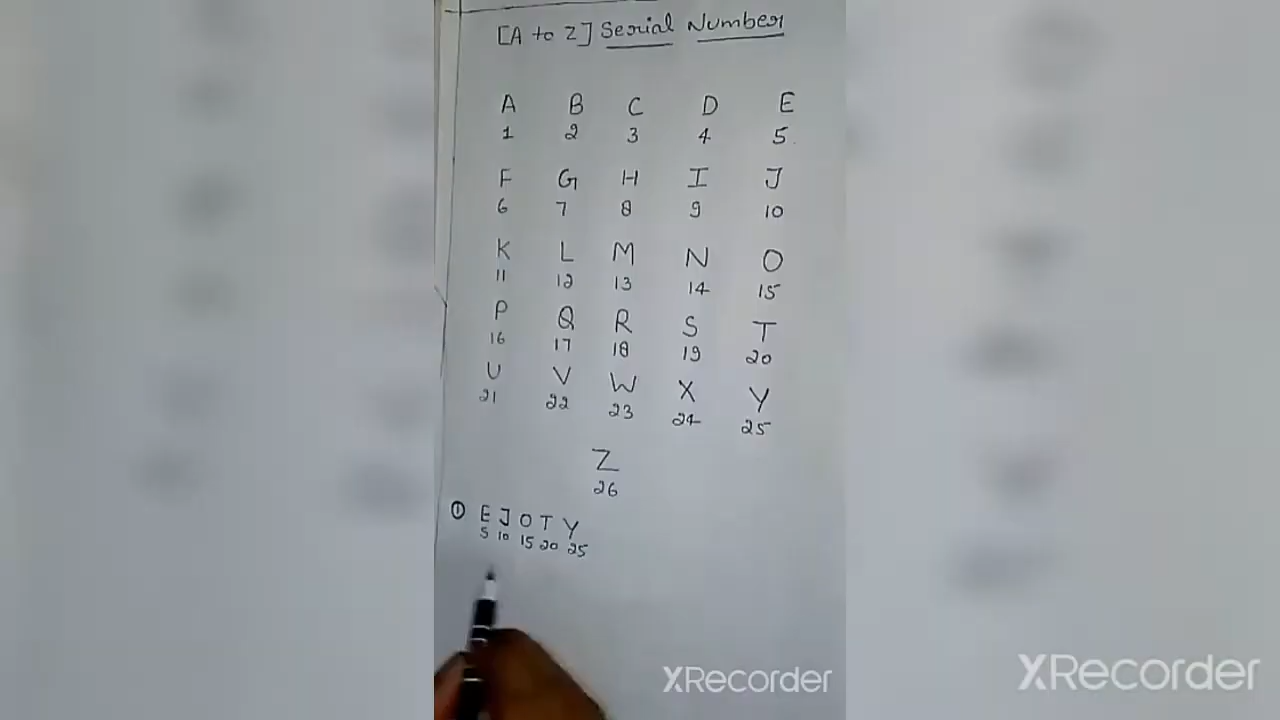 [A to Z] Serial Number
A B C D E
1 2 3 4 5
F G H I J
6 7 8 9 10
K L M N O
11 12 13 14 15
P Q R S T
16 17 18 19 20
U V W X Y
21 22 23 24 25
Z
26
① E J O T Y
5 10 15 20 25
XRecorder
XRecorder